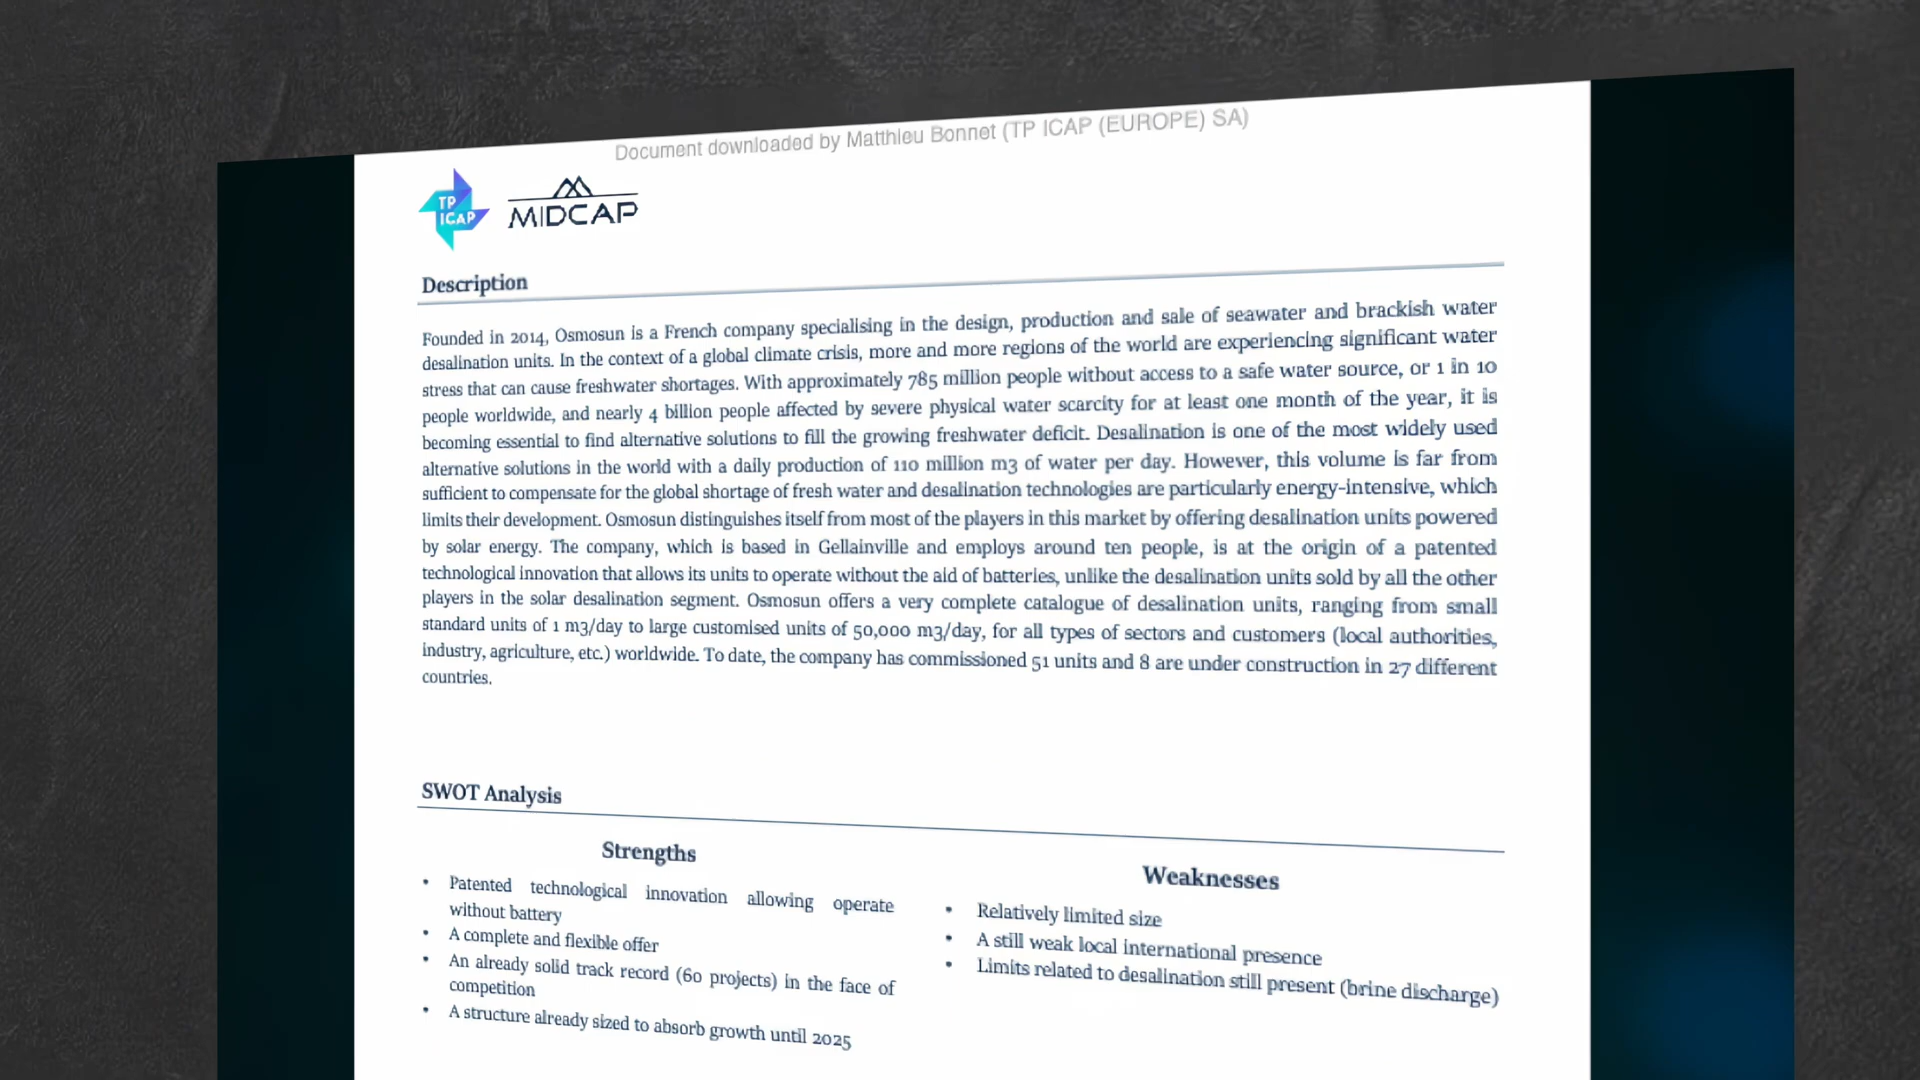 Document downloaded by Matthieu Bonnet (TP ICAP (EUROPE) SA)
TP
ICAP
MIDCAP
Description
Founded in 2014, Osmosun is a French company specialising in the design, production and sale of seawater and brackish water
desalination units. In the context of a global climate crisis, more and more regions of the world are experiencing significant water
stress that can cause freshwater shortages. With approximately 785 million people without access to a safe water source, or 1 in 10
people worldwide, and nearly 4 billion people affected by severe physical water scarcity for at least one month of the year, it is
becoming essential to find alternative solutions to fill the growing freshwater deficit. Desalination is one of the most widely used
alternative solutions in the world with a daily production of 110 million m3 of water per day. However, this volume is far from
sufficient to compensate for the global shortage of fresh water and desalination technologies are particularly energy-intensive, which
limits their development. Osmosun distinguishes itself from most of the players in this market by offering desalination units powered
by solar energy. The company, which is based in Gellainville and employs around ten people, is at the origin of a patented
technological innovation that allows its units to operate without the aid of batteries, unlike the desalination units sold by all the other
players in the solar desalination segment. Osmosun offers a very complete catalogue of desalination units, ranging from small
standard units of 1 m3/day to large customised units of 50,000 m3/day, for all types of sectors and customers (local authorities,
industry, agriculture, etc.) worldwide. To date, the company has commissioned 51 units and 8 are under construction in 27 different
countries.
SWOT Analysis
Strengths
• Patented technological innovation allowing operate
without battery
• A complete and flexible offer
• An already solid track record (60 projects) in the face of
competition
• A structure already sized to absorb growth until 2025
Weaknesses
• Relatively limited size
• A still weak local international presence
• Limits related to desalination still present (brine discharge)